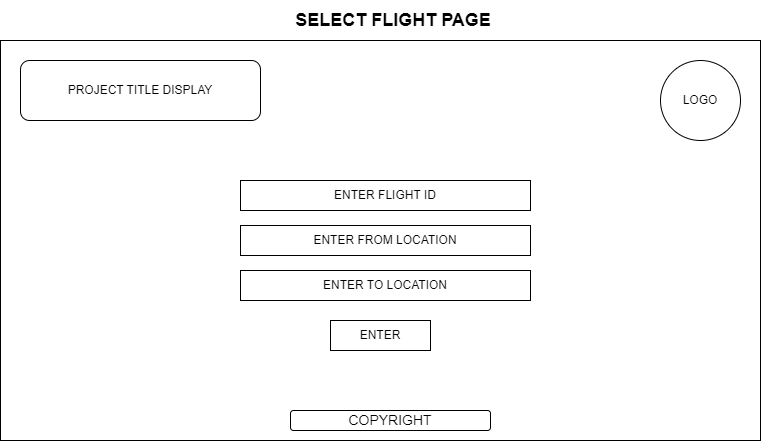 SELECT FLIGHT PAGE
PROJECT TITLE DISPLAY
LOGO
ENTER FLIGHT ID
ENTER FROM LOCATION
ENTER TO LOCATION
ENTER
COPYRIGHT